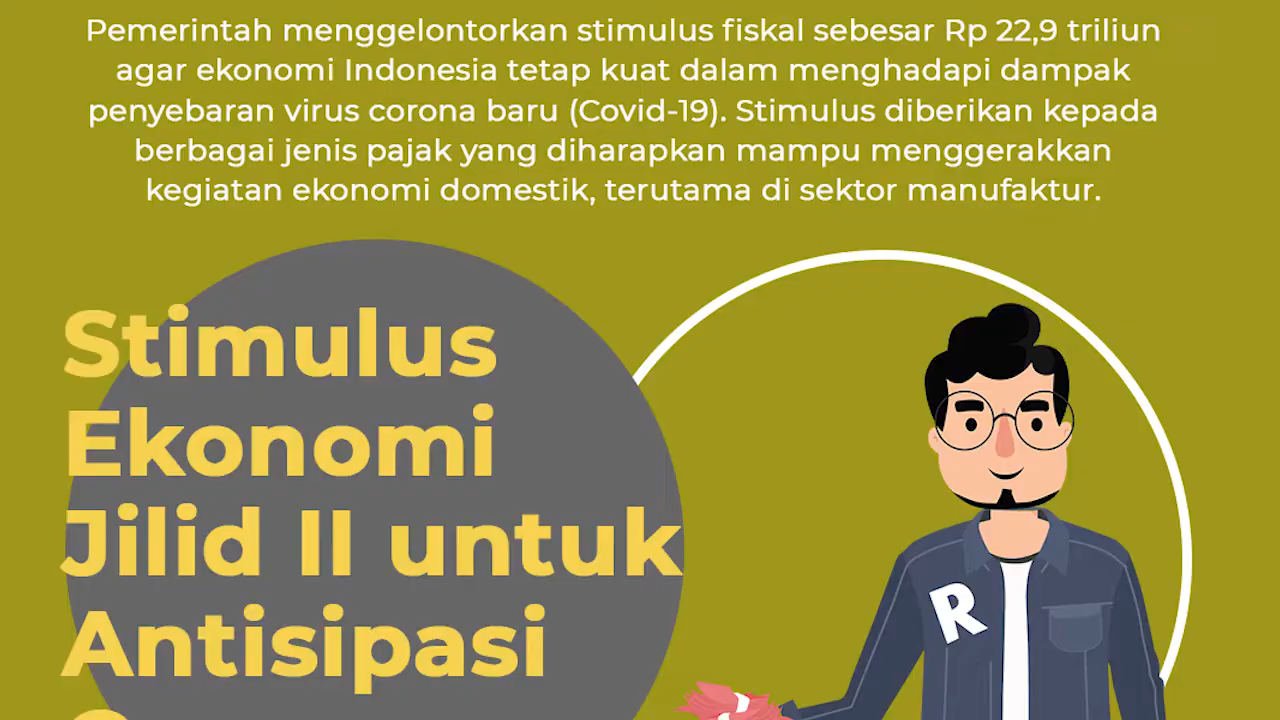 Pemerintah menggelontorkan stimulus fiskal sebesar Rp 22,9 triliun
agar ekonomi Indonesia tetap kuat dalam menghadapi dampak
penyebaran virus corona baru (Covid-19). Stimulus diberikan kepada
berbagai jenis pajak yang diharapkan mampu menggerakkan
kegiatan ekonomi domestik, terutama di sektor manufaktur.
Stimulus
Ekonomi
Jilid II untuk
Antisipasi
R